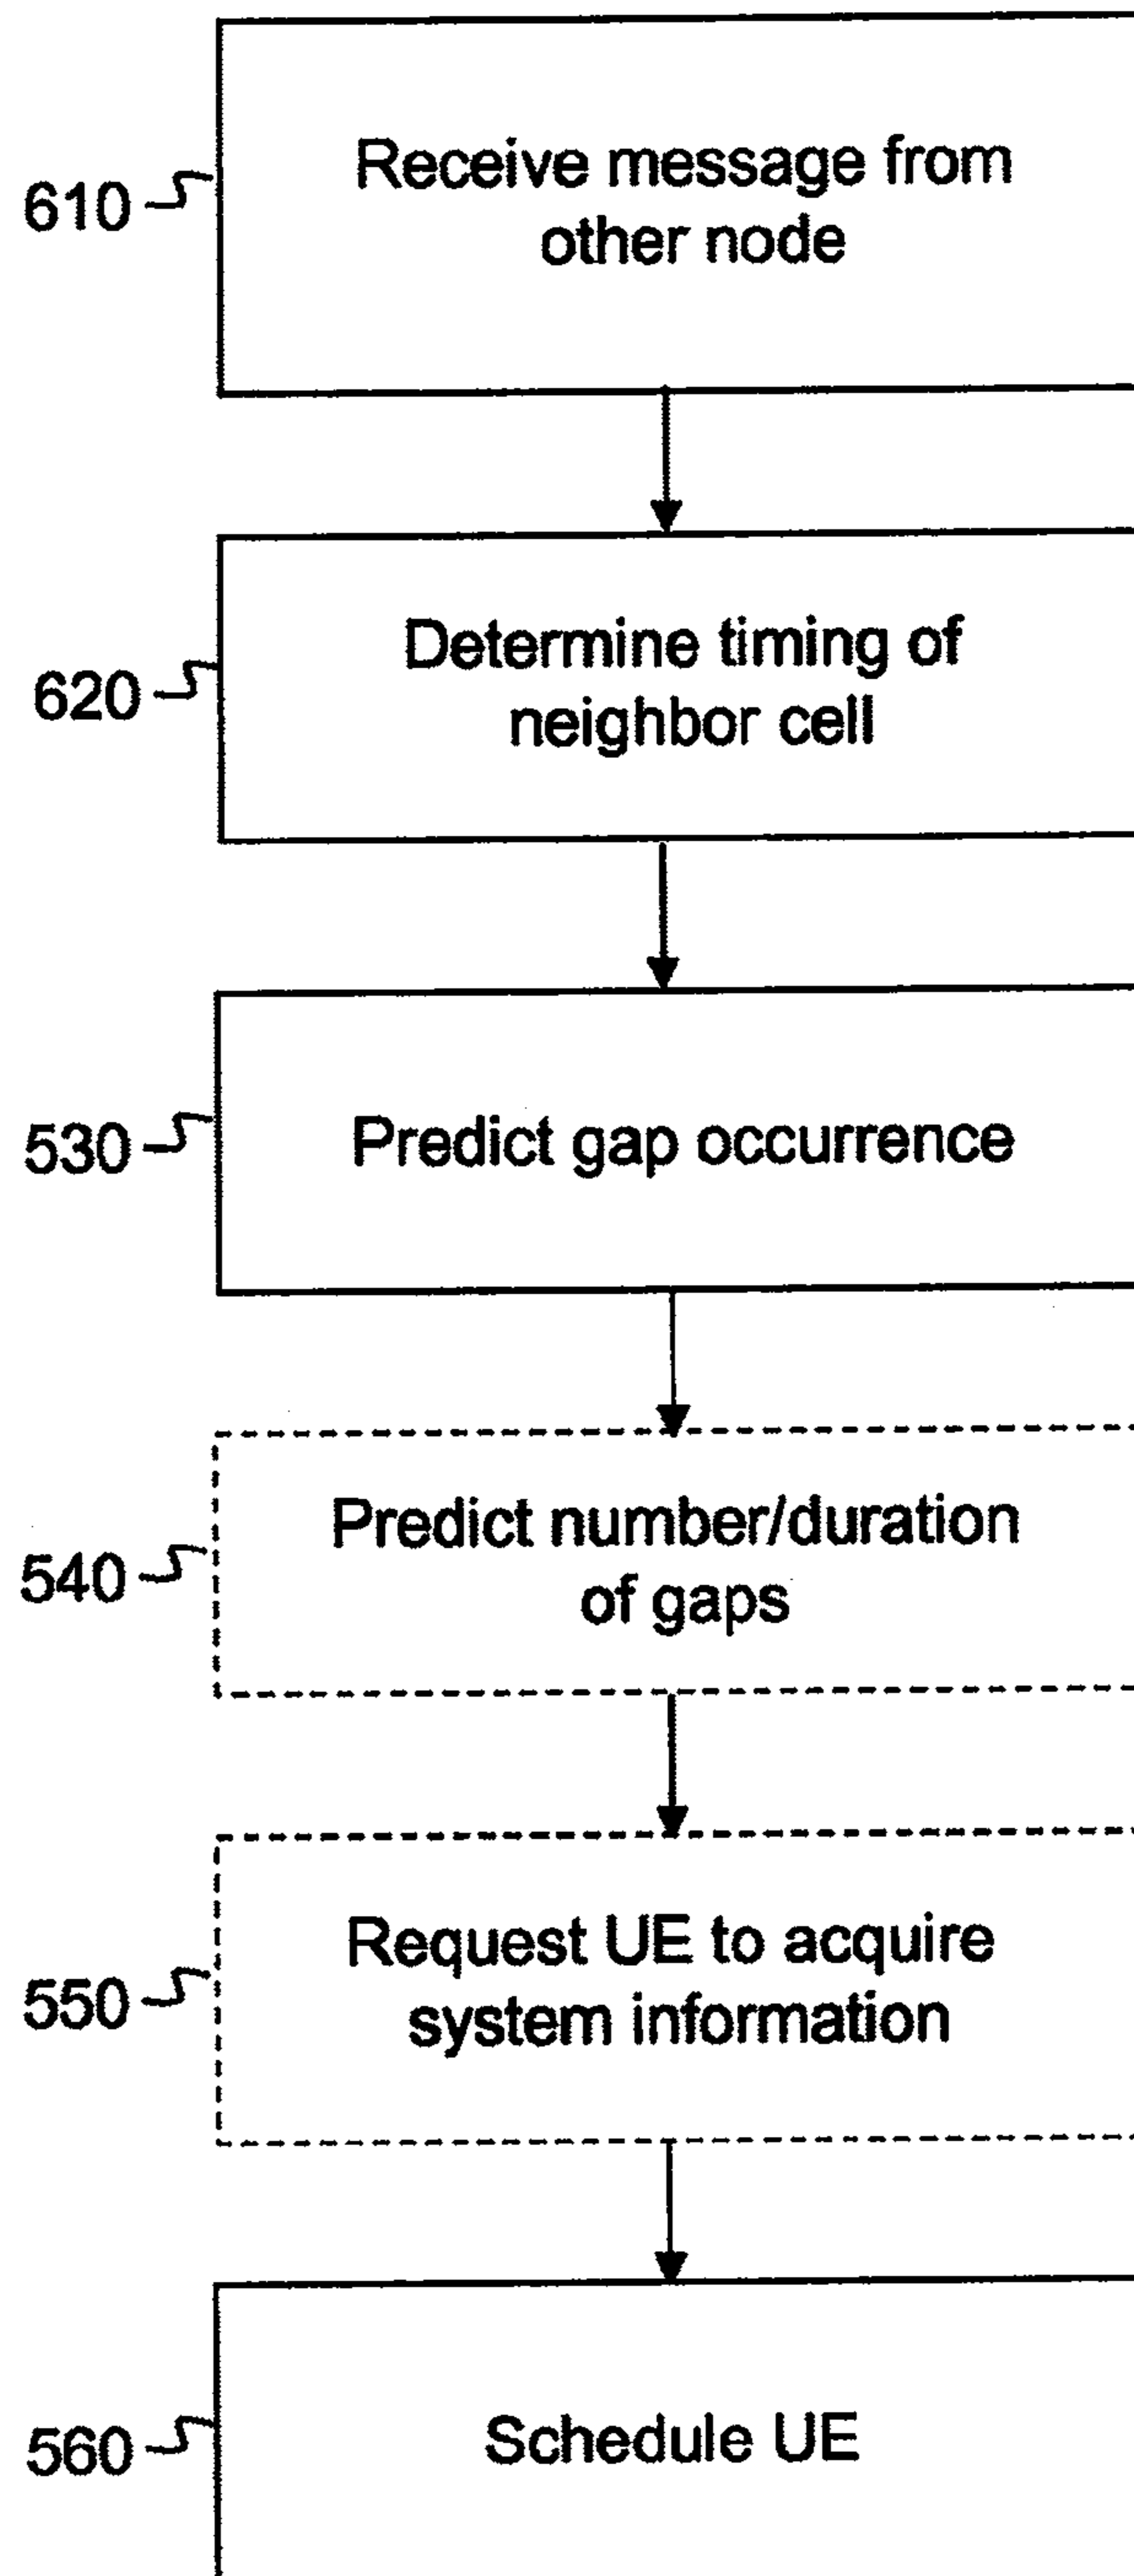 610
Receive message from
other node
620
Determine timing of
neighbor cell
530
Predict gap occurrence
540
Predict number/duration
of gaps
550
Request UE to acquire
system information
560
Schedule UE